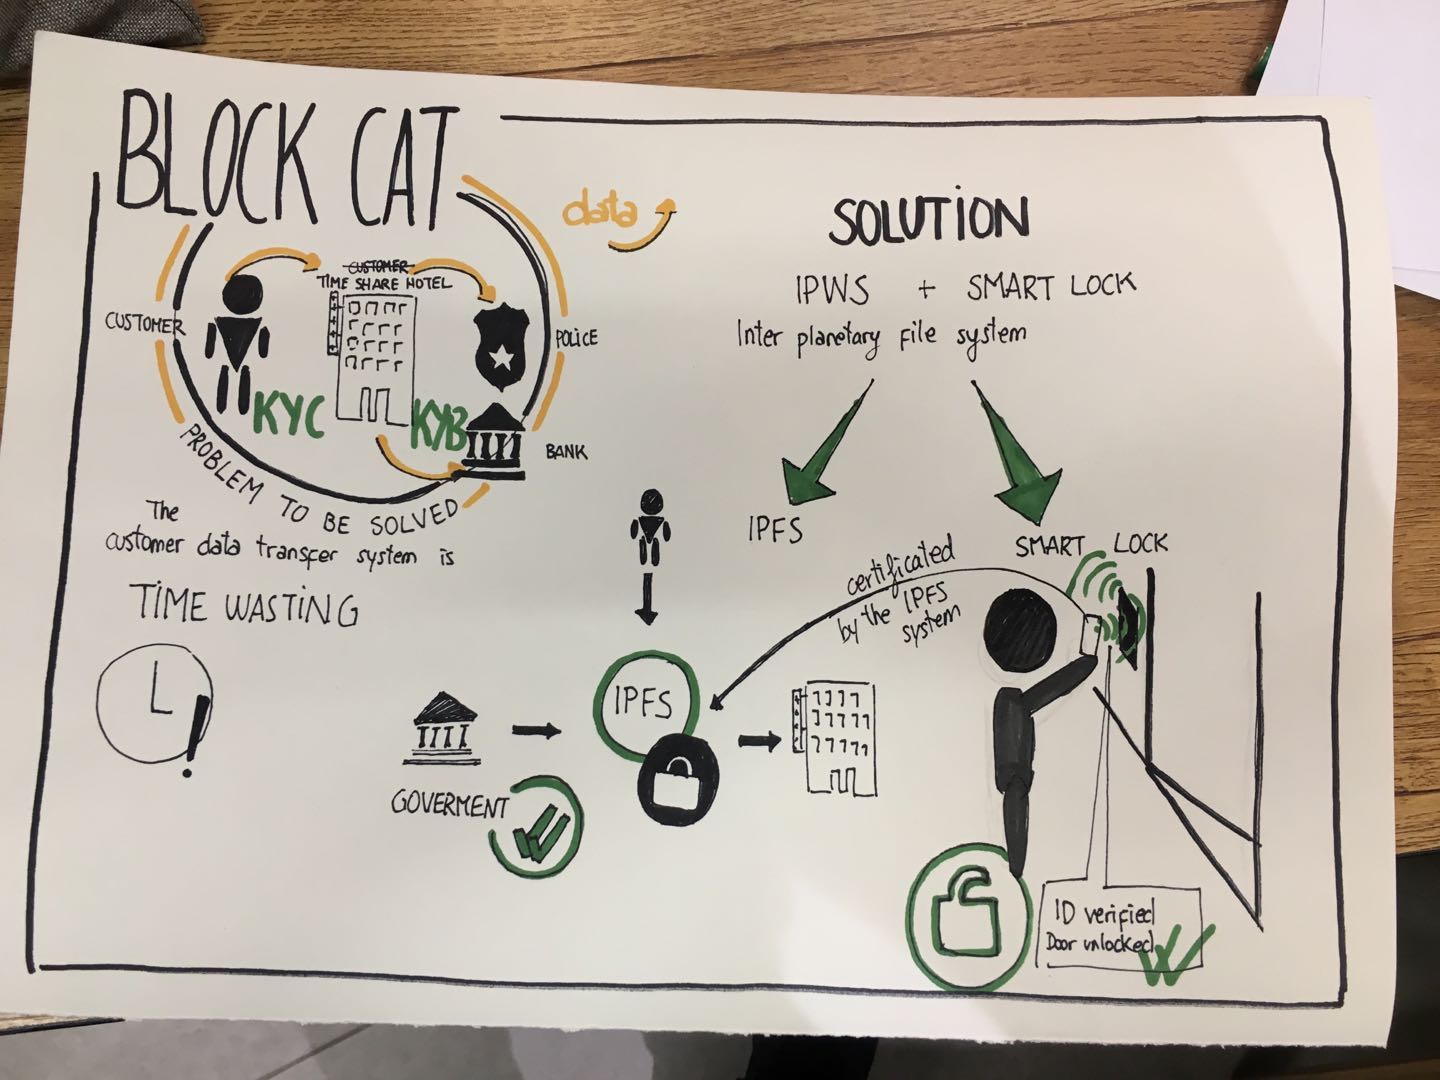 BLOCK CAT
data
CUSTOMER
TIME SHARE HOTEL
CUSTOMER
POLICE
KYC
KYB
BANK
PROBLEM TO BE SOLVED
The
customer data transfer system is
TIME WASTING
SOLUTION
IPWS + SMART LOCK
Inter planetary file system
IPFS
SMART LOCK
certificated
by the IPFS
system
IPFS
GOVERMENT
ID verified
Door unlocked